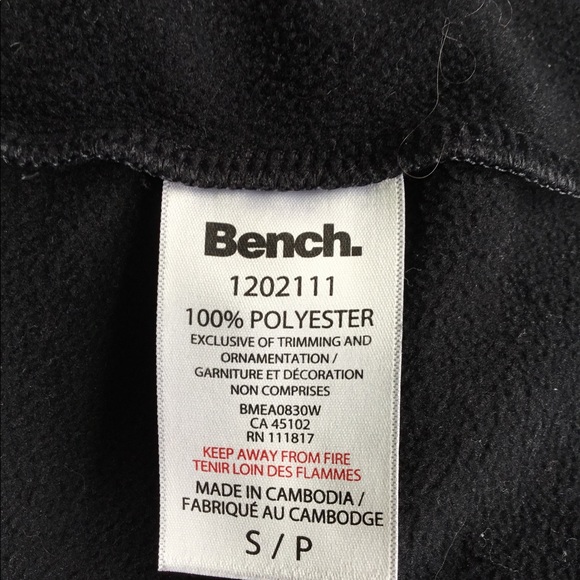 Bench.
1202111
100% POLYESTER
EXCLUSIVE OF TRIMMING AND
ORNAMENTATION /
GARNITURE ET DÉCORATION
NON COMPRISES
BMEA0830W
CA 45102
RN 111817
KEEP AWAY FROM FIRE
TENIR LOIN DES FLAMMES
MADE IN CAMBODIA /
FABRIQUÉ AU CAMBODGE
S / P